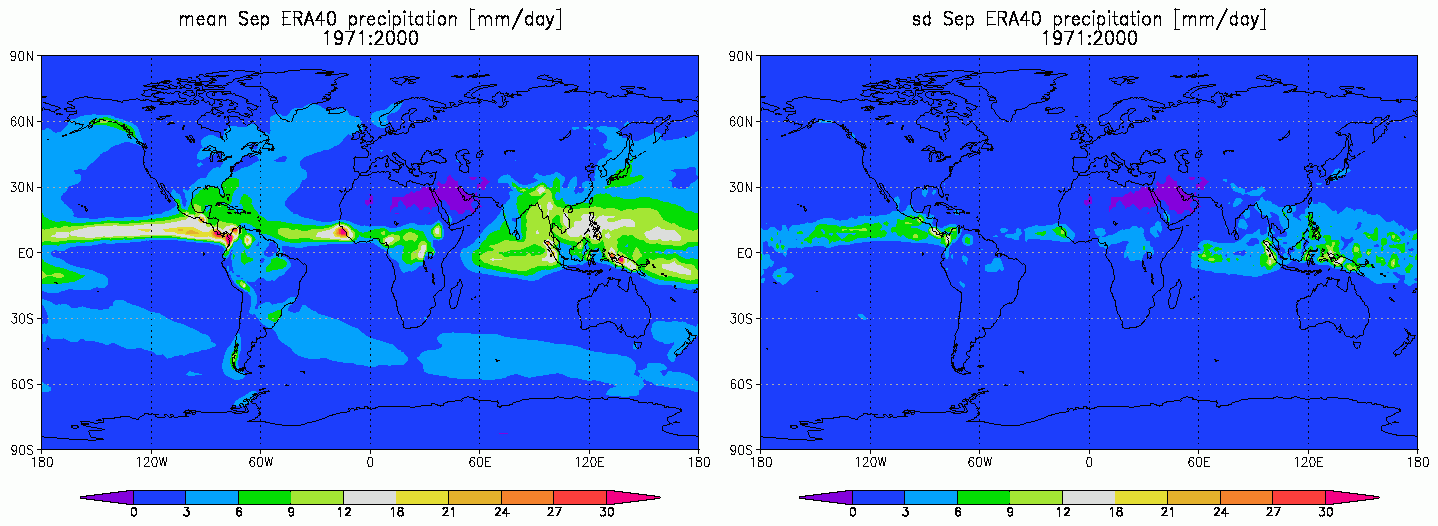 mean Sep ERA40 precipitation [mm/day]
1971:2000
90N
60N
30N
EQ
30S
60S
90S
180 120W 60W 0 60E 120E 180
0 3 6 9 12 18 21 24 27 30
sd Sep ERA40 precipitation [mm/day]
1971:2000
90N
60N
30N
EQ
30S
60S
90S
180 120W 60W 0 60E 120E 180
0 3 6 9 12 18 21 24 27 30